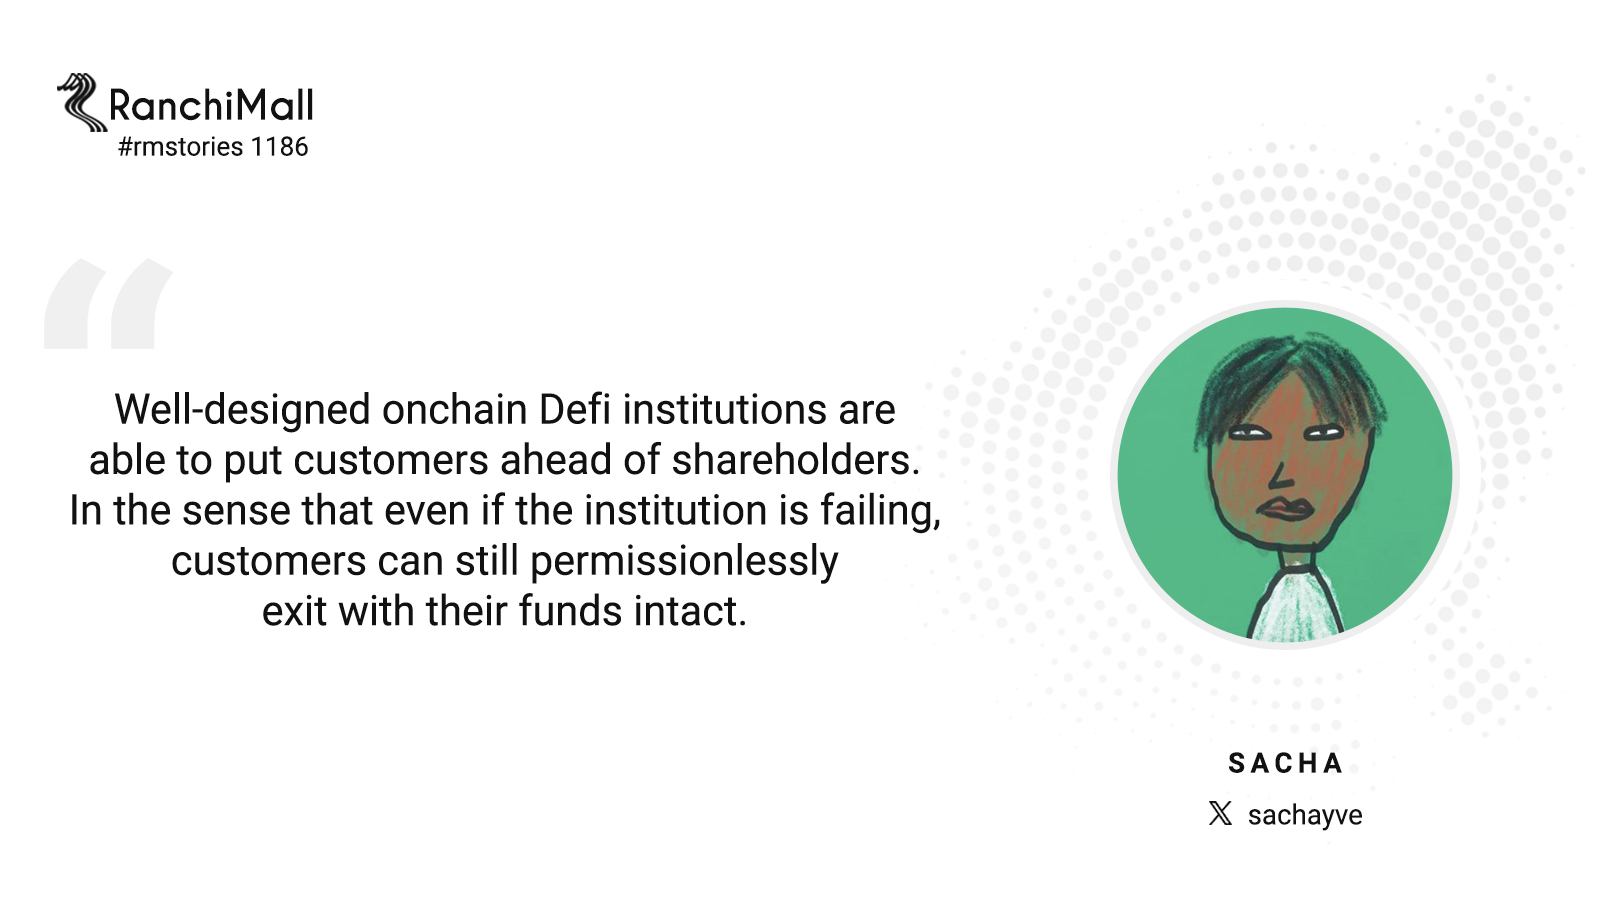 RanchiMall
#rmstories 1186
Well-designed onchain Defi institutions are
able to put customers ahead of shareholders.
In the sense that even if the institution is failing,
customers can still permissionlessly
exit with their funds intact.
SACHA
𝕏 sachayve